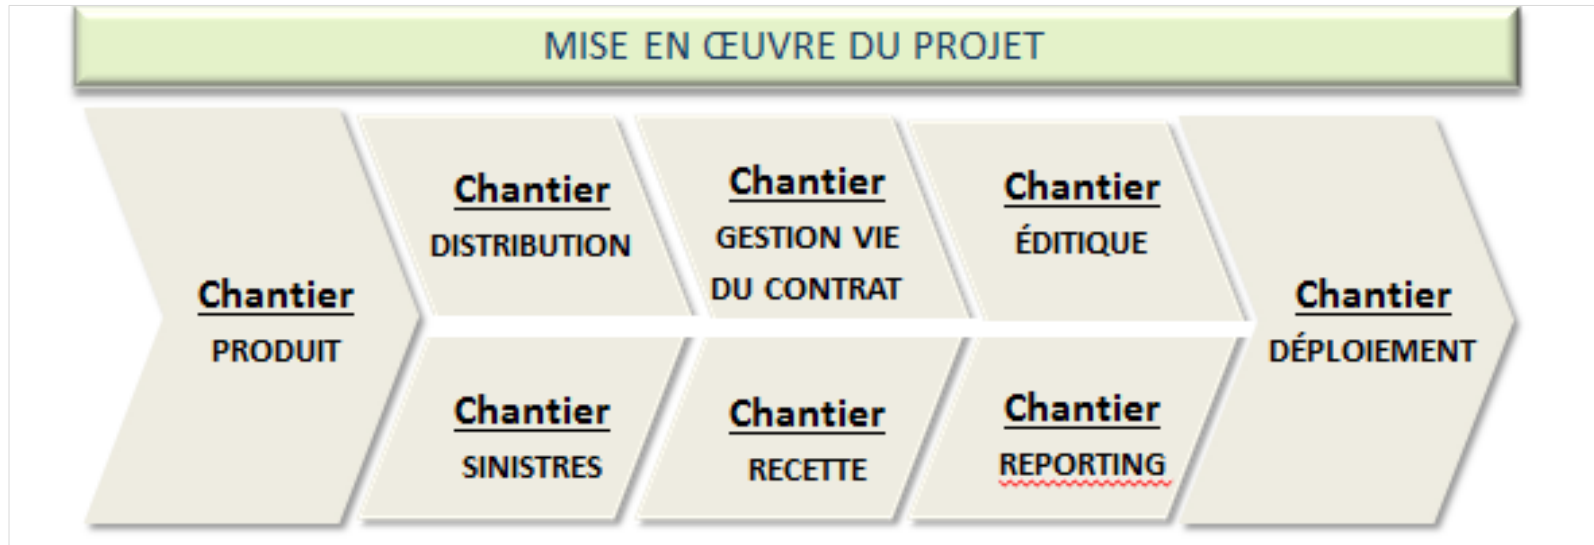 MISE EN ŒUVRE DU PROJET
Chantier
PRODUIT
Chantier
DISTRIBUTION
Chantier
GESTION VIE
DU CONTRAT
Chantier
ÉDITIQUE
Chantier
SINISTRES
Chantier
RECETTE
Chantier
REPORTING
Chantier
DÉPLOIEMENT